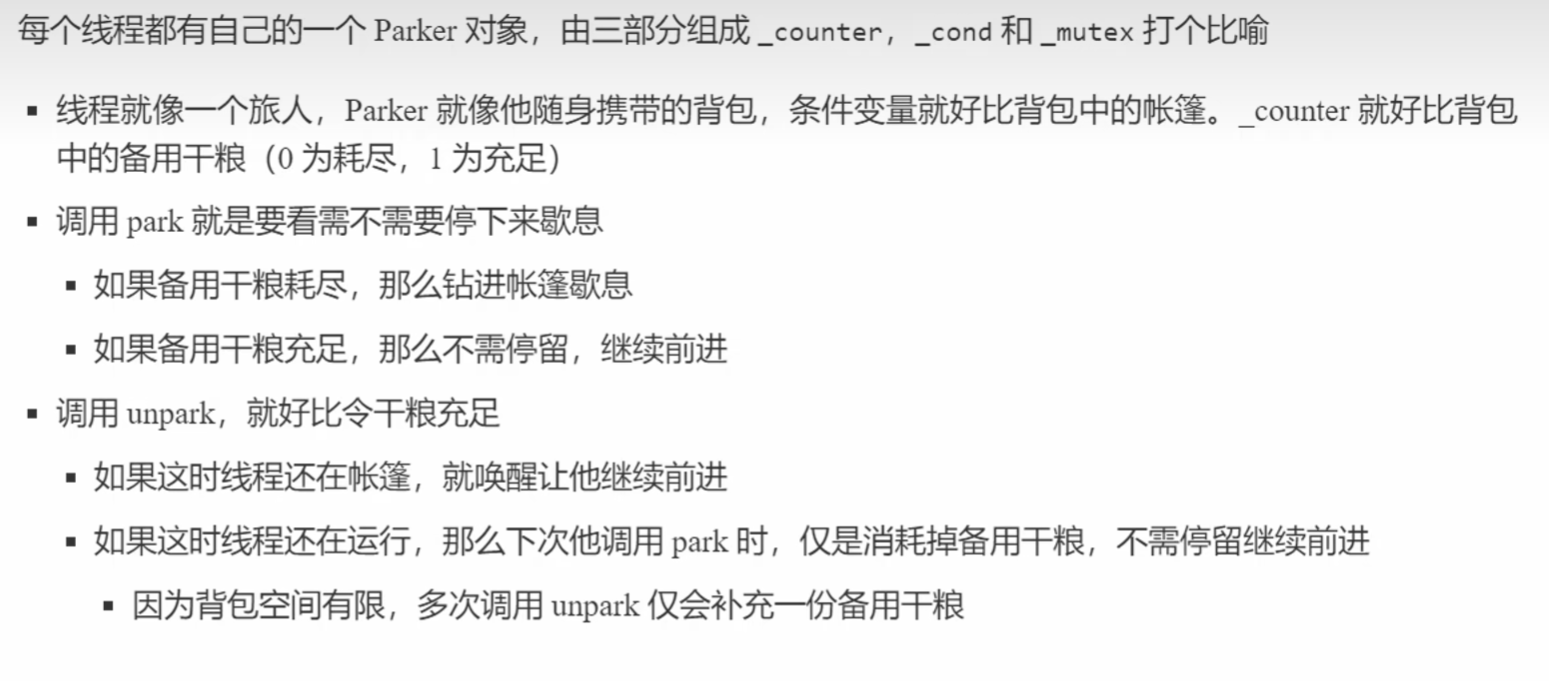 每个线程都有自己的一个 Parker 对象，由三部分组成 _counter，_cond 和 _mutex 打个比喻
▪ 线程就像一个旅人，Parker 就像他随身携带的背包，条件变量就好比背包中的帐篷。_counter 就好比背包
中的备用干粮（0 为耗尽，1 为充足）
▪ 调用 park 就是要看需不需要停下来歇息
▪ 如果备用干粮耗尽，那么钻进帐篷歇息
▪ 如果备用干粮充足，那么不需停留，继续前进
▪ 调用 unpark，就好比令干粮充足
▪ 如果这时线程还在帐篷，就唤醒让他继续前进
▪ 如果这时线程还在运行，那么下次他调用 park 时，仅是消耗掉备用干粮，不需停留继续前进
▪ 因为背包空间有限，多次调用 unpark 仅会补充一份备用干粮